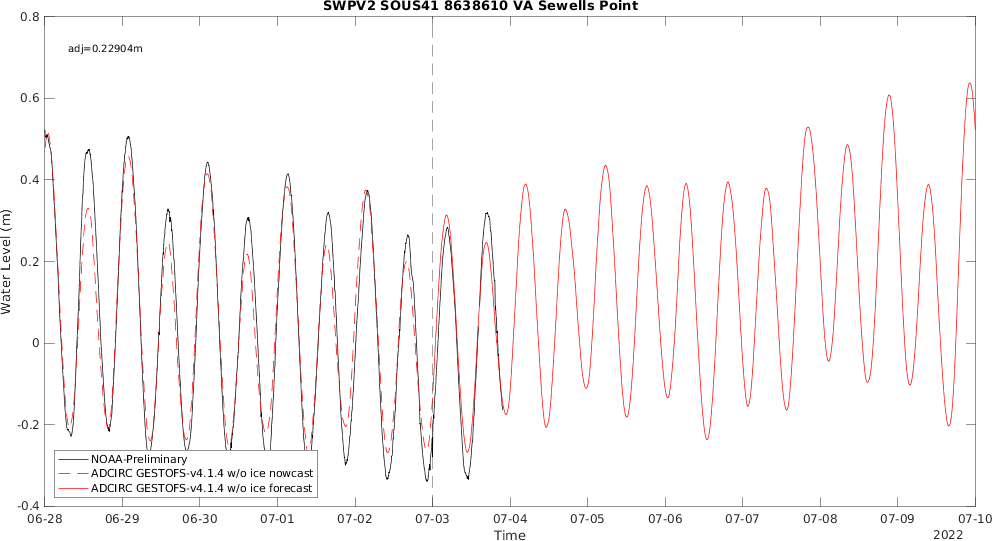 SWPV2 SOUS41 8638610 VA Sewells Point
adj=0.22904m
Water Level (m)
0.8
0.6
0.4
0.2
0
-0.2
-0.4
NOAA-Preliminary
ADCIRC GESTOFS-v4.1.4 w/o ice nowcast
ADCIRC GESTOFS-v4.1.4 w/o ice forecast
06-28 06-29 06-30 07-01 07-02 07-03 07-04 07-05 07-06 07-07 07-08 07-09 07-10
Time
2022